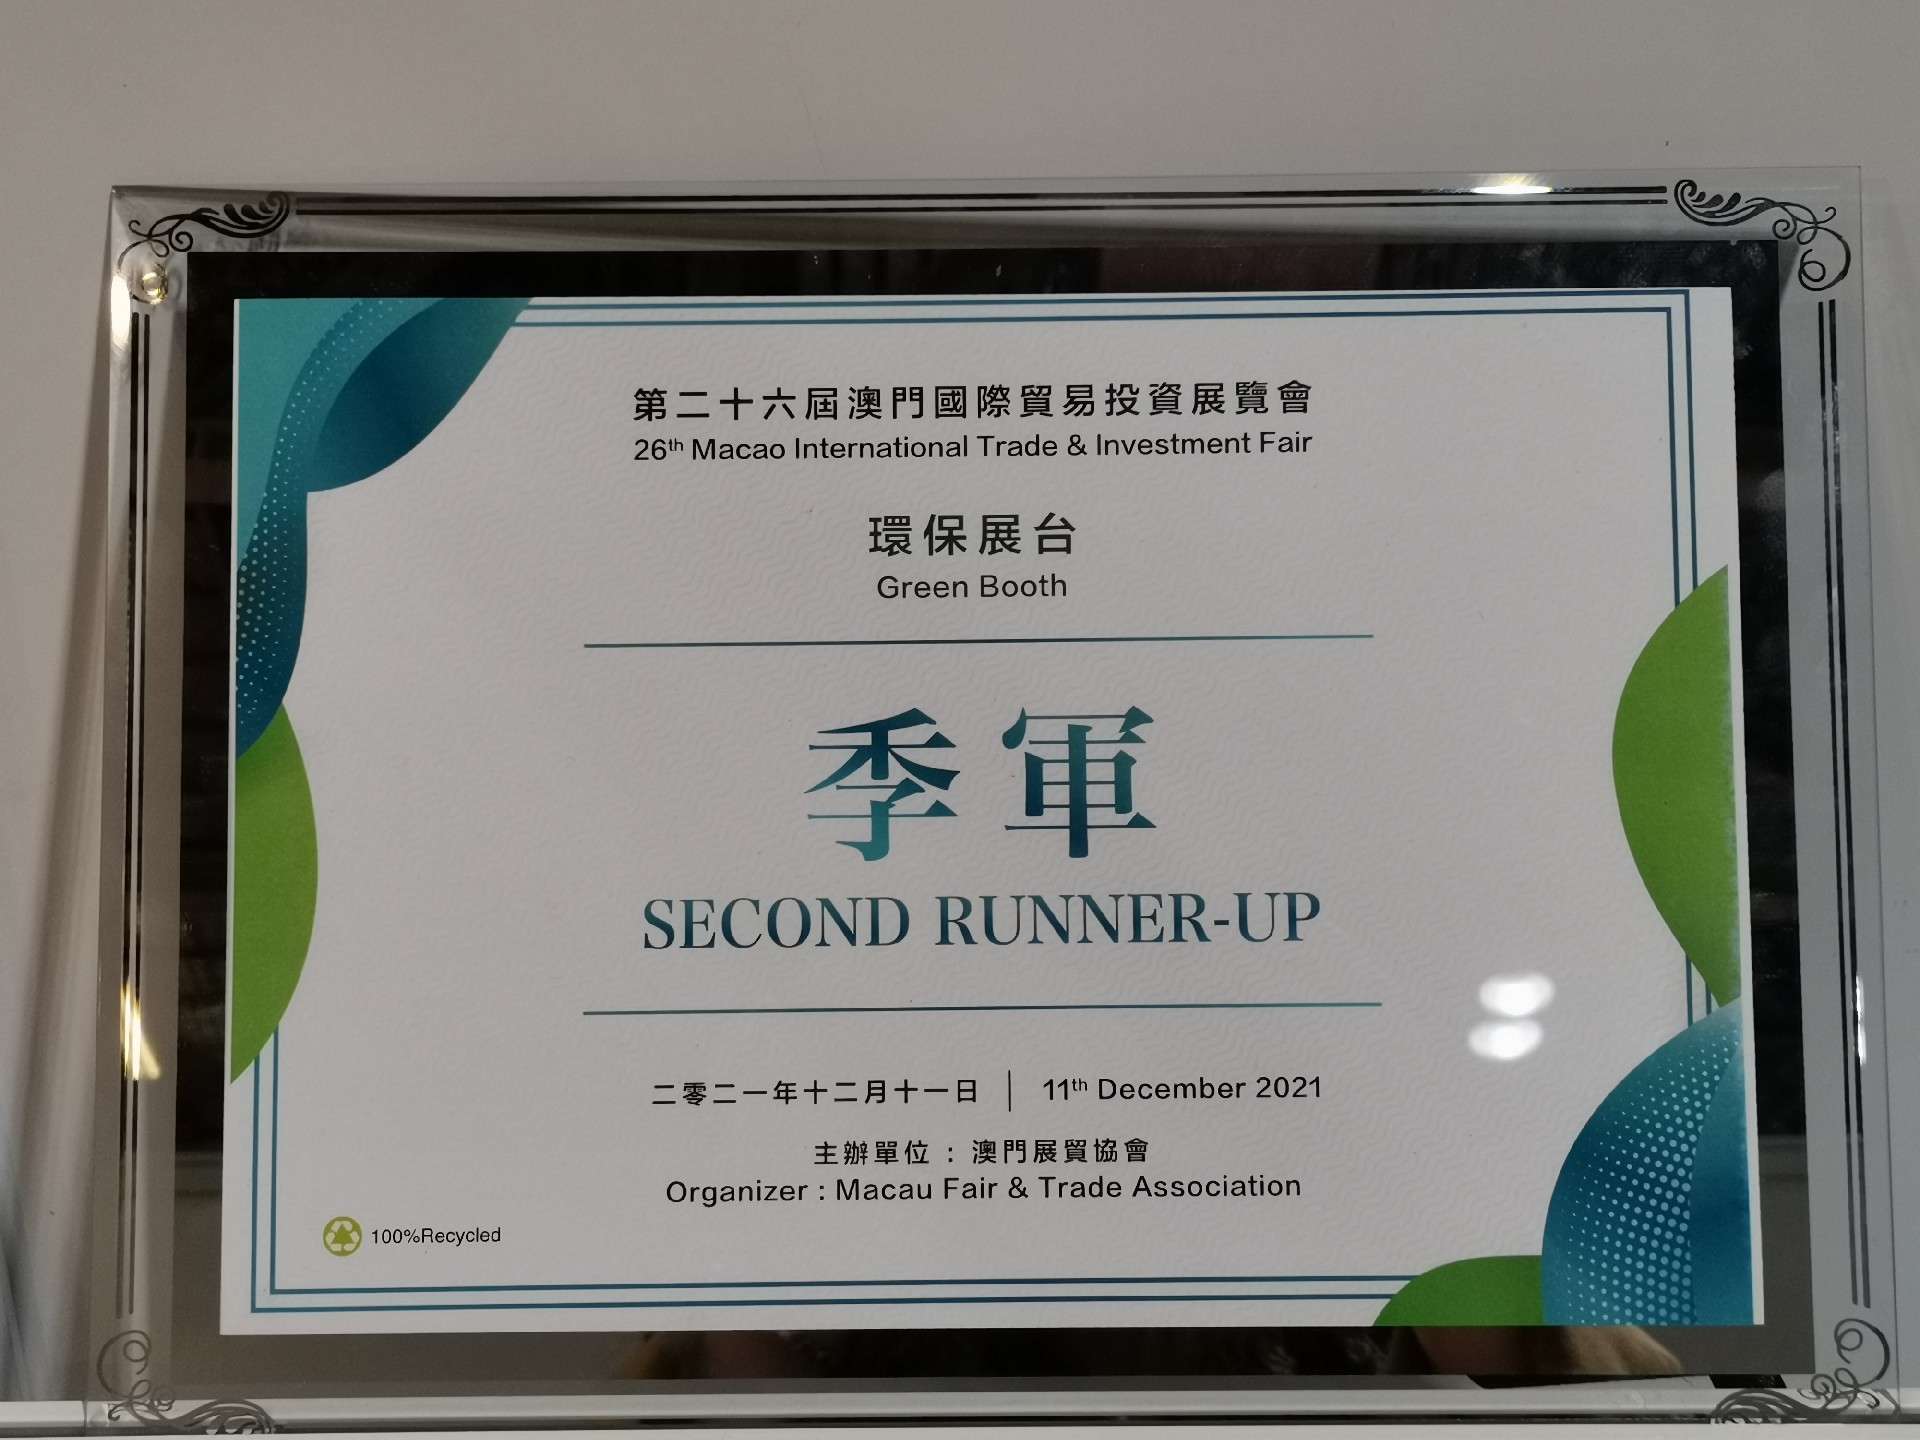 第二十六屆澳門國際貿易投資展覽會
26th Macao International Trade & Investment Fair
環保展台
Green Booth
季軍
SECOND RUNNER-UP
二零二一年十二月十一日 | 11th December 2021
主辦單位：澳門展貿協會
Organizer : Macau Fair & Trade Association
100%Recycled